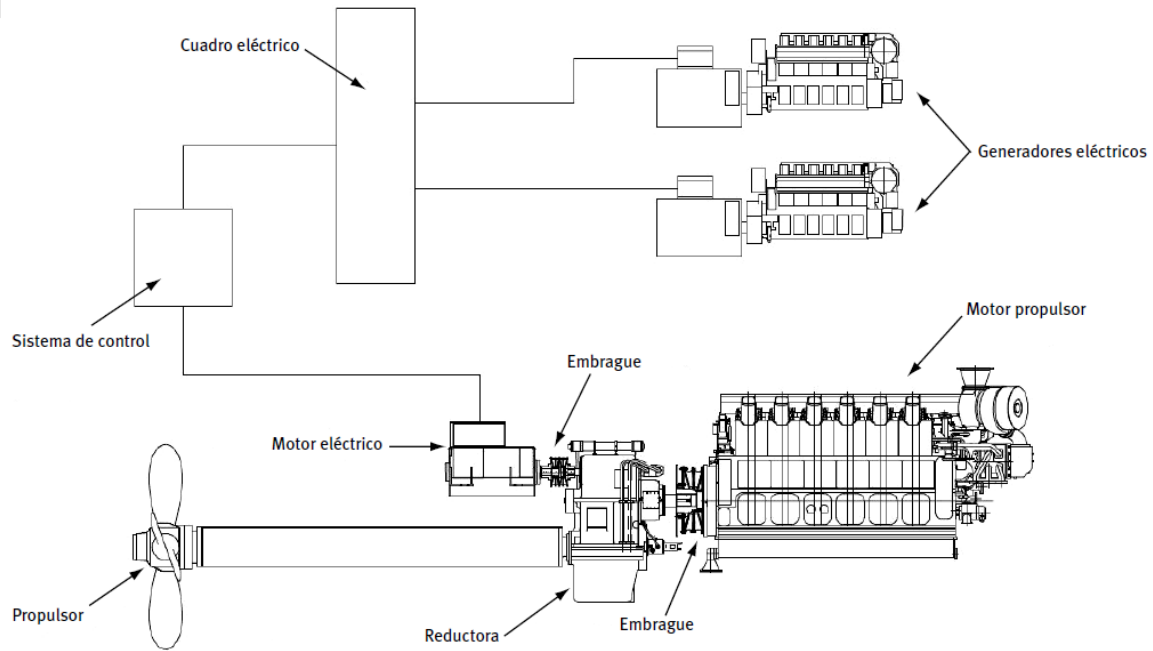 Cuadro eléctrico
Generadores eléctricos
Sistema de control
Motor propulsor
Embrague
Motor eléctrico
Propulsor
Reductora
Embrague